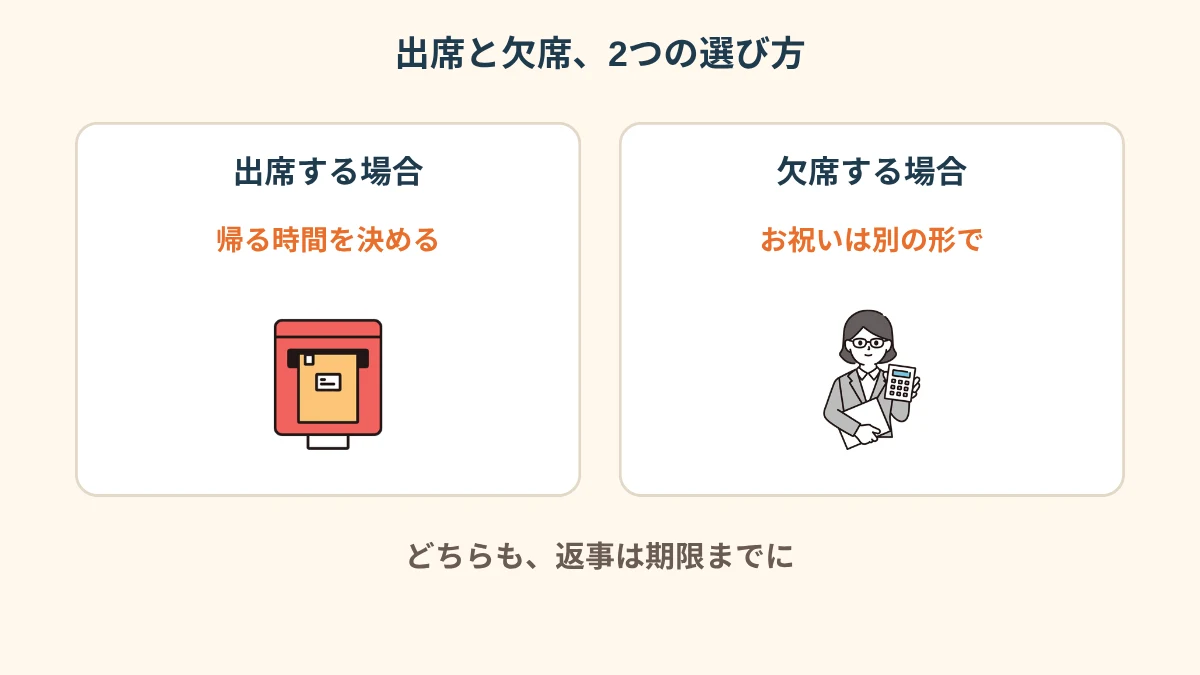 出席と欠席、2つの選び方
出席する場合
帰る時間を決める
欠席する場合
お祝いは別の形で
どちらも、返事は期限までに